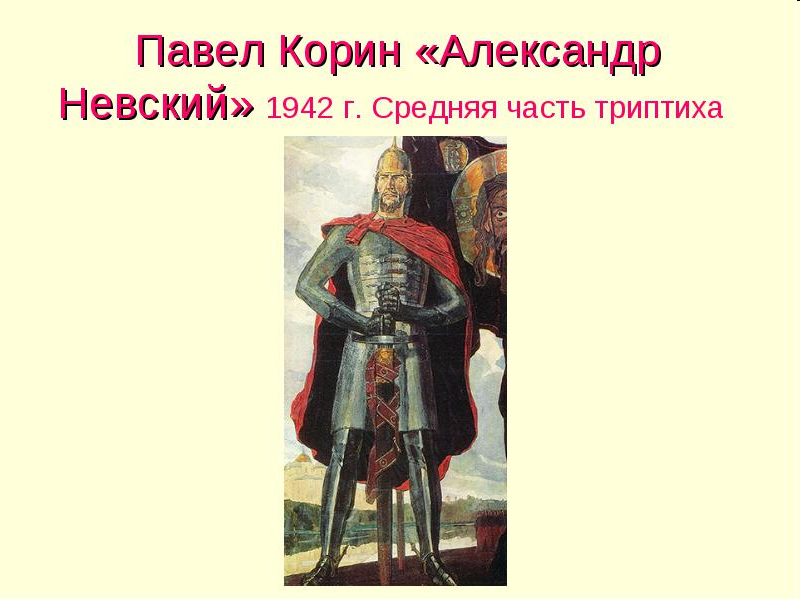 Павел Корин «Александр
Невский» 1942 г. Средняя часть триптиха